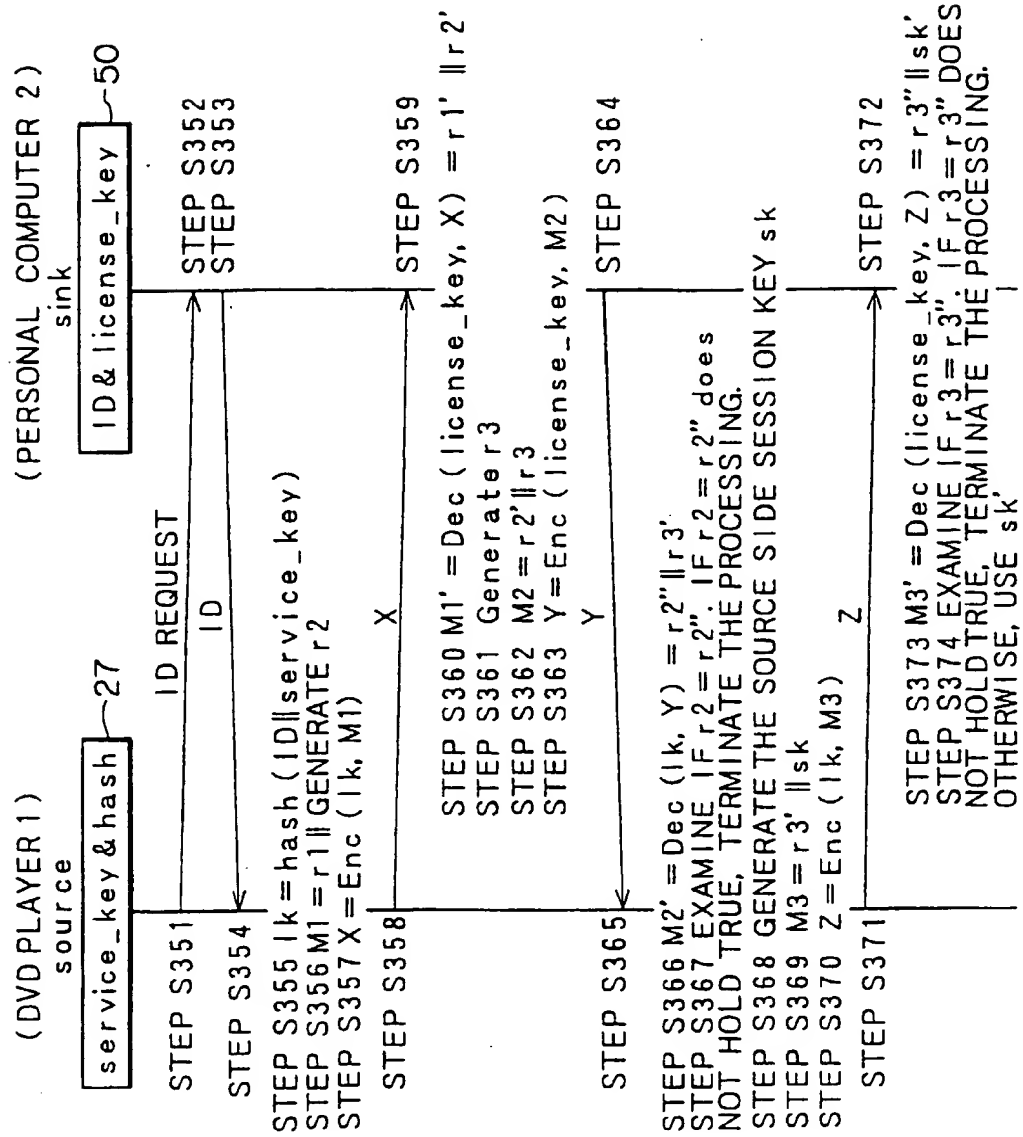 (DVD PLAYER 1)
source
service_key & hash
27
(PERSONAL COMPUTER 2)
sink
ID & license_key
50
STEP S351
ID REQUEST
STEP S352
STEP S353
ID
STEP S354
STEP S355 lk = hash (ID || service_key)
STEP S356 M1 = r1 || GENERATE r2
STEP S357 X = Enc (lk, M1)
STEP S358
X
STEP S359
STEP S360 M1' = Dec (license_key, X) = r1' || r2'
STEP S361 Generate r3
STEP S362 M2 = r2' || r3
STEP S363 Y = Enc (license_key, M2)
Y
STEP S364
STEP S365
STEP S366 M2' = Dec (lk, Y) = r2" || r3'
STEP S367 EXAMINE IF r2 = r2". IF r2 = r2" does
NOT HOLD TRUE, TERMINATE THE PROCESSING.
STEP S368 GENERATE THE SOURCE SIDE SESSION KEY sk
STEP S369 M3 = r3' || sk
STEP S370 Z = Enc (lk, M3)
STEP S371
Z
STEP S372
STEP S373 M3' = Dec (license_key, Z) = r3" || sk'
STEP S374 EXAMINE IF r3 = r3". IF r3 = r3" DOES
NOT HOLD TRUE, TERMINATE THE PROCESSING.
OTHERWISE, USE sk'